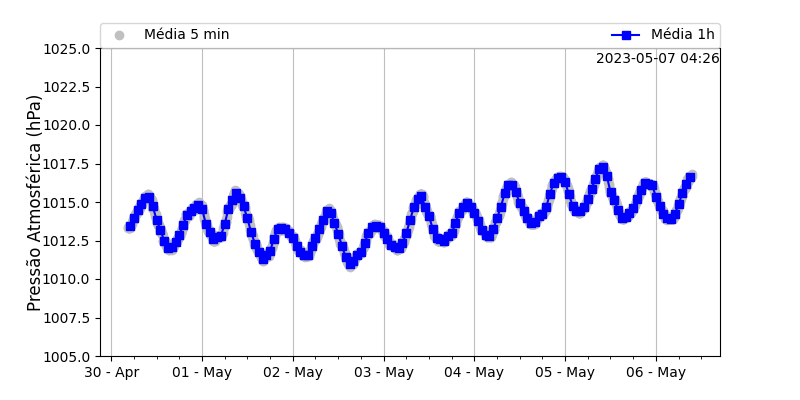 Média 5 min
Média 1h
2023-05-07 04:26
Pressão Atmosférica (hPa)
1025.0
1022.5
1020.0
1017.5
1015.0
1012.5
1010.0
1007.5
1005.0
30 - Apr
01 - May
02 - May
03 - May
04 - May
05 - May
06 - May